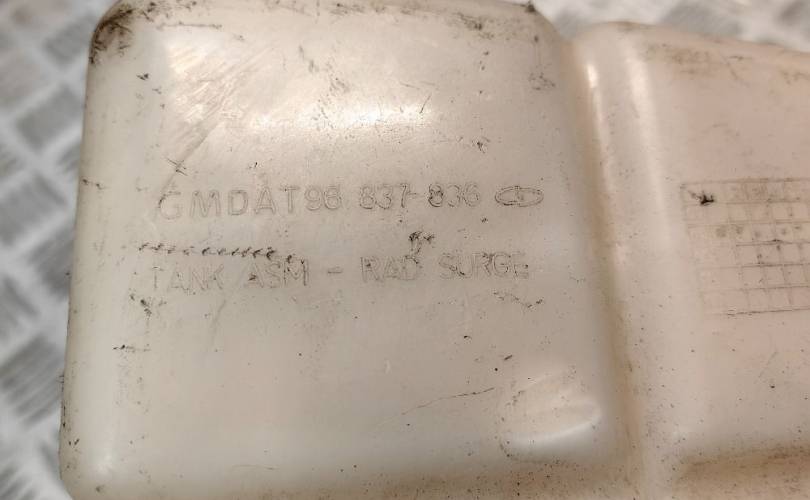 GMDAT96 837-836
TANK ASM - RAD SURGE